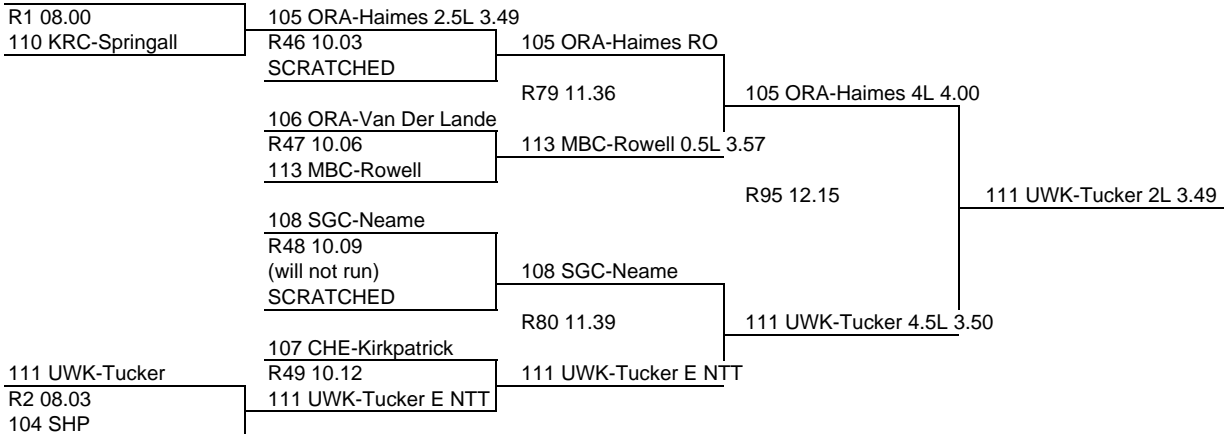 R1 08.00
110 KRC-Springall
105 ORA-Haimes 2.5L 3.49
R46 10.03
SCRATCHED
105 ORA-Haimes RO
R79 11.36
105 ORA-Haimes 4L 4.00
106 ORA-Van Der Lande
R47 10.06
113 MBC-Rowell
113 MBC-Rowell 0.5L 3.57
R95 12.15
111 UWK-Tucker 2L 3.49
108 SGC-Neame
R48 10.09
(will not run)
SCRATCHED
108 SGC-Neame
R80 11.39
111 UWK-Tucker 4.5L 3.50
107 CHE-Kirkpatrick
R49 10.12
111 UWK-Tucker E NTT
111 UWK-Tucker E NTT
111 UWK-Tucker
R2 08.03
104 SHP